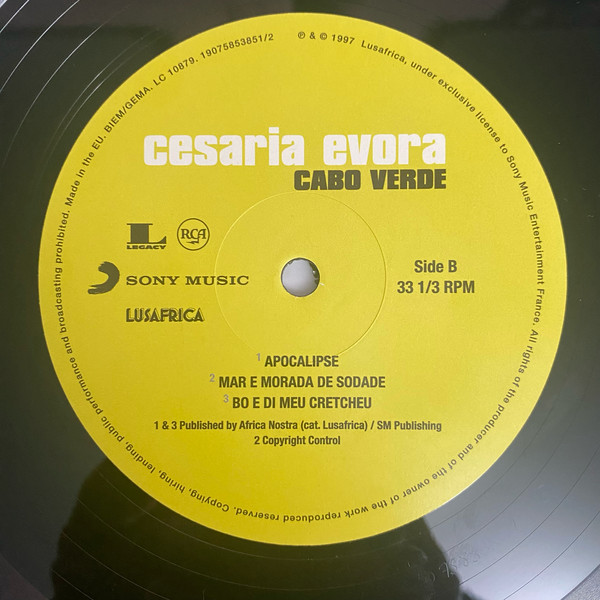 Made in the EU. BIEM/GEMA. LC 10879. 19075853851/2
℗ & © 1997 Lusafrica, under exclusive license to Sony Music Entertainment France. All rights of the producer and of the owner of the work reproduced reserved. Copying, hiring, lending, public performance and broadcasting prohibited.
cesaria evora
CABO VERDE
L
LEGACY
RCA
SONY MUSIC
LUSAFRICA
Side B
33 1/3 RPM
1 APOCALIPSE
2 MAR E MORADA DE SODADE
3 BO E DI MEU CRETCHEU
1 & 3 Published by Africa Nostra (cat. Lusafrica) / SM Publishing
2 Copyright Control